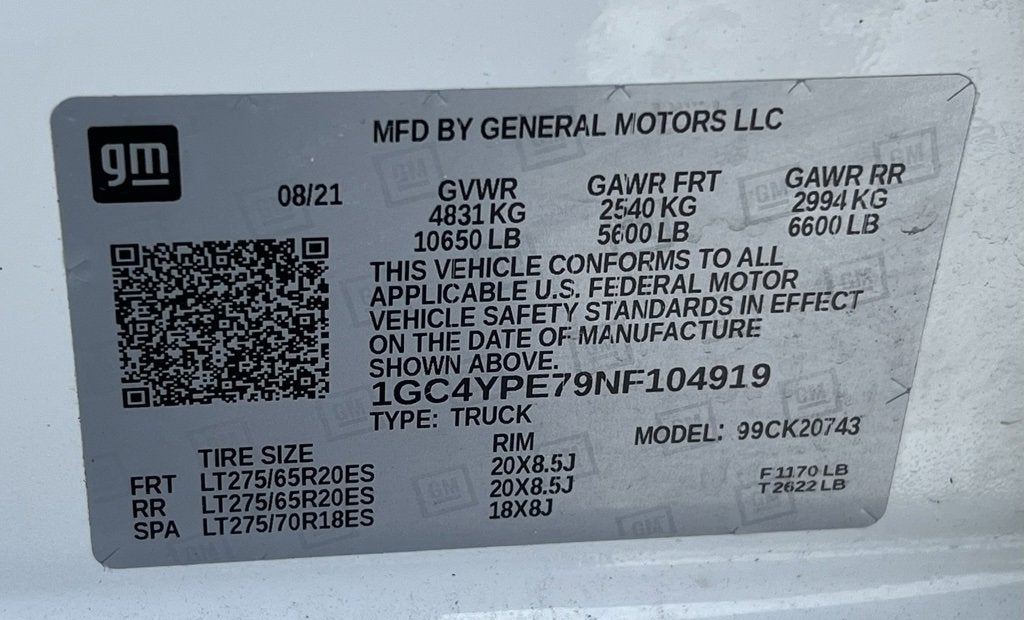 gm
MFD BY GENERAL MOTORS LLC
08/21
GVWR GAWR FRT GAWR RR
4831 KG 2540 KG 2994 KG
10650 LB 5600 LB 6600 LB
THIS VEHICLE CONFORMS TO ALL
APPLICABLE U.S. FEDERAL MOTOR
VEHICLE SAFETY STANDARDS IN EFFECT
ON THE DATE OF MANUFACTURE
SHOWN ABOVE.
1GC4YPE79NF104919
TYPE: TRUCK MODEL: 99CK20743
TIRE SIZE RIM
FRT LT275/65R20ES 20X8.5J F1170 LB
RR LT275/65R20ES 20X8.5J T2622 LB
SPA LT275/70R18ES 18X8J